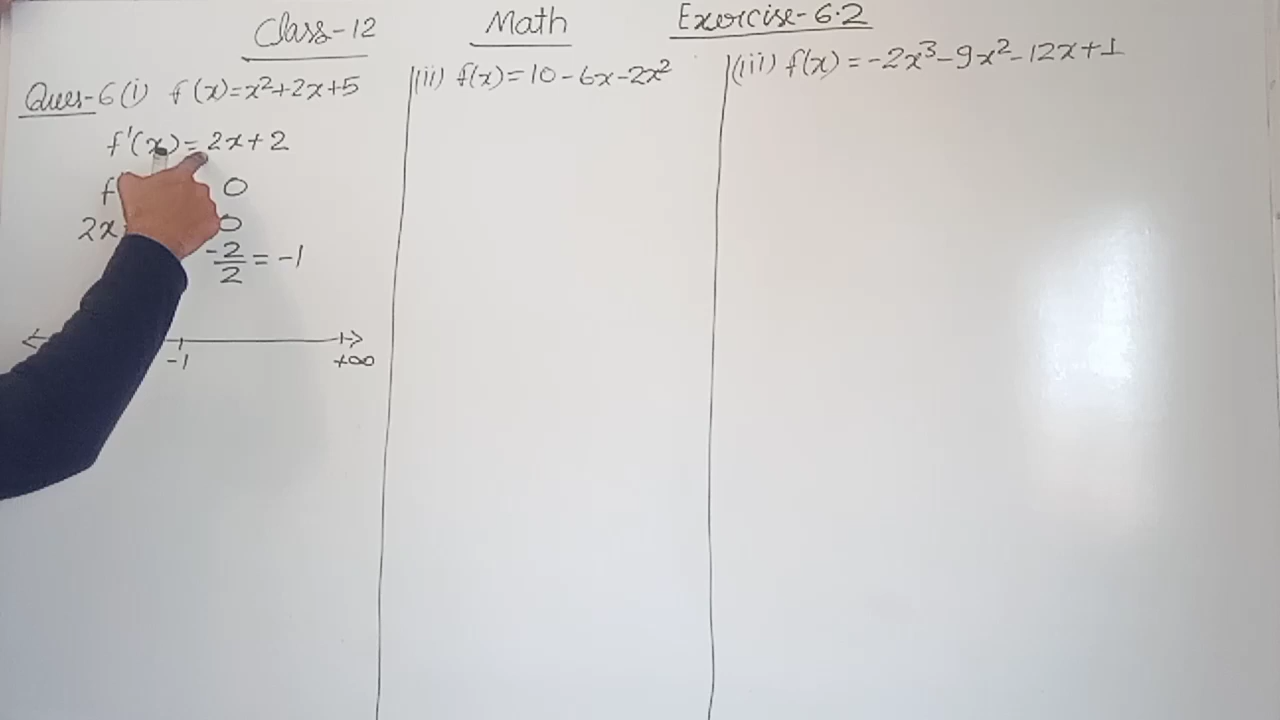 Class-12 Math Exercise-6.2
Ques-6 (i) f(x)=x²+2x+5
f'(x)=2x+2
f 0
2x 0
-2/2 = -1
-1 +∞
(ii) f(x)=10-6x-2x²
(iii) f(x)=-2x³-9x²-12x+1